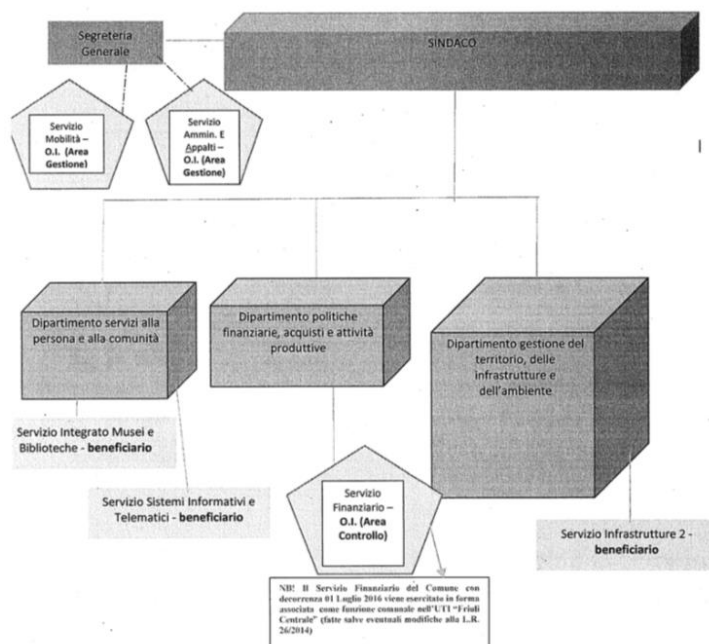 Segreteria
Generale
SINDACO
Servizio
Mobilità –
O.I. (Area
Gestione)
Servizio
Ammin. E
Appalti –
O.I. (Area
Gestione)
Dipartimento servizi alla
persona e alla comunità
Dipartimento politiche
finanziarie, acquisti e attività
produttive
Dipartimento gestione del
territorio, delle
infrastrutture e
dell'ambiente
Servizio Integrato Musei e
Biblioteche - beneficiario
Servizio Sistemi Informativi e
Telematici - beneficiario
Servizio
Finanziario –
O.I. (Area
Controllo)
Servizio Infrastrutture 2 -
beneficiario
NB! Il Servizio Finanziario del Comune con
decorrenza 01 Luglio 2016 viene esercitato in forma
associata come funzione comunale nell'UTI "Friuli
Centrale" (fatte salve eventuali modifiche alla L.R.
26/2014)